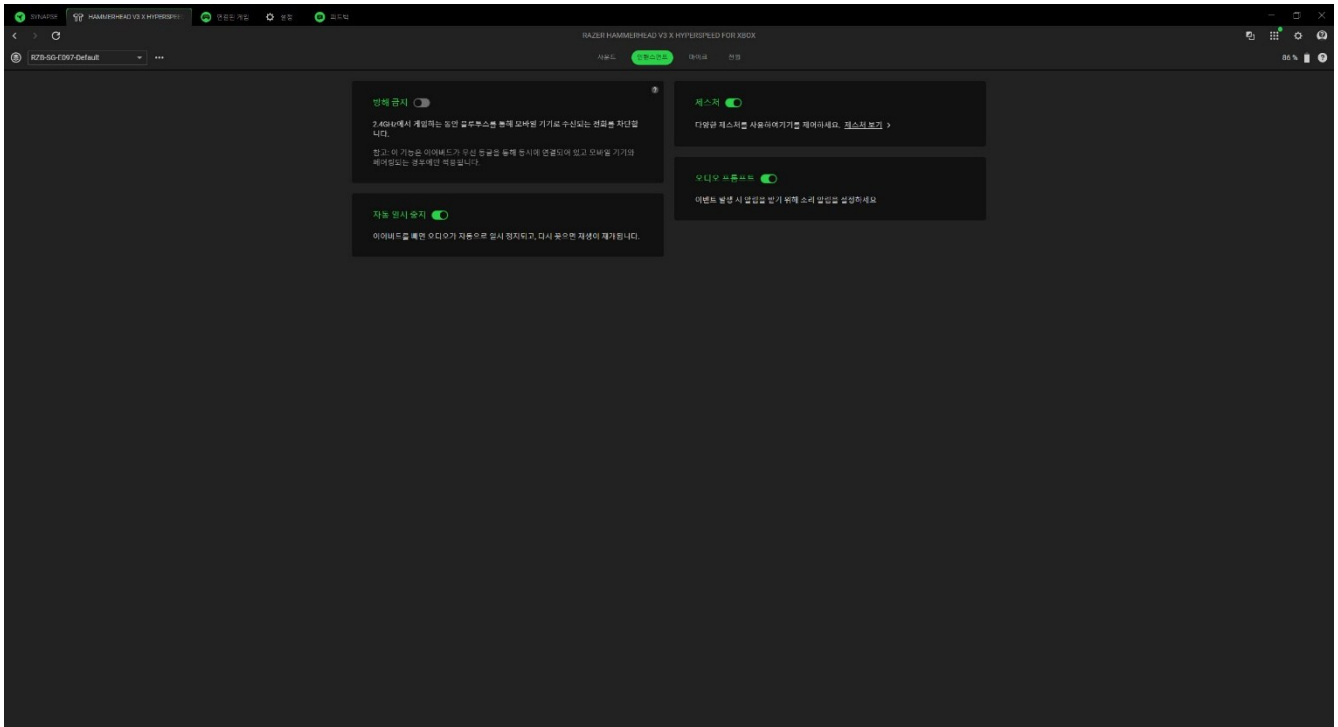 SYNAPSE
HAMMERHEAD V3 X HYPERSPEED
연결된 게임
설정
피드백
RAZER HAMMERHEAD V3 X HYPERSPEED FOR XBOX
RZB-SG-E097-Default
사운드
인핸스먼트
마이크
전원
86 %
방해 금지
2.4GHz에서 게임하는 동안 블루투스를 통해 모바일 기기로 수신되는 전화를 차단합
니다.
참고: 이 기능은 이어버드가 무선 동글을 통해 동시에 연결되어 있고 모바일 기기와
페어링되는 경우에만 적용됩니다.
자동 일시 중지
이어버드를 빼면 오디오가 자동으로 일시 정지되고, 다시 꽂으면 재생이 재개됩니다.
제스처
다양한 제스처를 사용하여기기를 제어하세요. 제스처 보기 >
오디오 프롬프트
이벤트 발생 시 알림을 받기 위해 소리 알림을 설정하세요